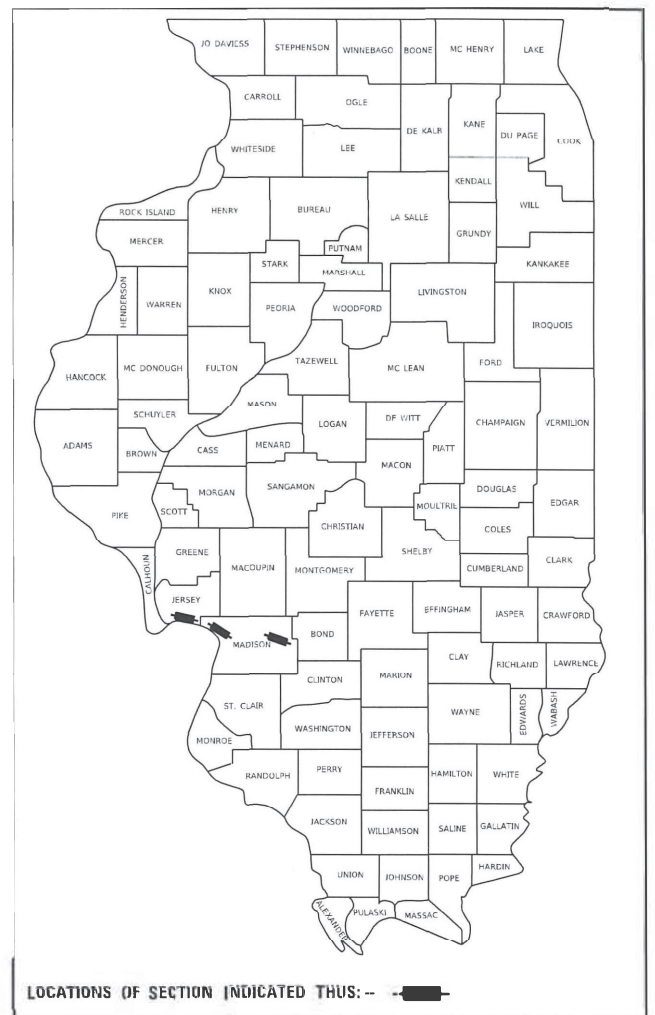 JO DAVIESS STEPHENSON WINNEBAGO BOONE MC HENRY LAKE
CARROLL OGLE DE KALB KANE DU PAGE COOK
WHITESIDE LEE
KENDALL
ROCK ISLAND HENRY BUREAU LA SALLE WILL
MERCER PUTNAM GRUNDY
STARK MARSHALL KANKAKEE
HENDERSON WARREN KNOX PEORIA WOODFORD LIVINGSTON
IROQUOIS
HANCOCK MC DONOUGH FULTON TAZEWELL MC LEAN FORD
MASON
SCHUYLER LOGAN DE WITT CHAMPAIGN VERMILION
ADAMS BROWN CASS MENARD PIATT
MACON
MORGAN SANGAMON DOUGLAS
PIKE SCOTT CHRISTIAN MOULTRIE EDGAR
COLES
CALHOUN GREENE MACOUPIN MONTGOMERY SHELBY CUMBERLAND CLARK
JERSEY FAYETTE EFFINGHAM JASPER CRAWFORD
MADISON BOND
CLAY RICHLAND LAWRENCE
CLINTON MARION
ST. CLAIR WAYNE EDWARDS WABASH
WASHINGTON JEFFERSON
MONROE
RANDOLPH PERRY HAMILTON WHITE
FRANKLIN
JACKSON WILLIAMSON SALINE GALLATIN
UNION JOHNSON POPE HARDIN
ALEXANDER PULASKI MASSAC
LOCATIONS OF SECTION INDICATED THUS: --